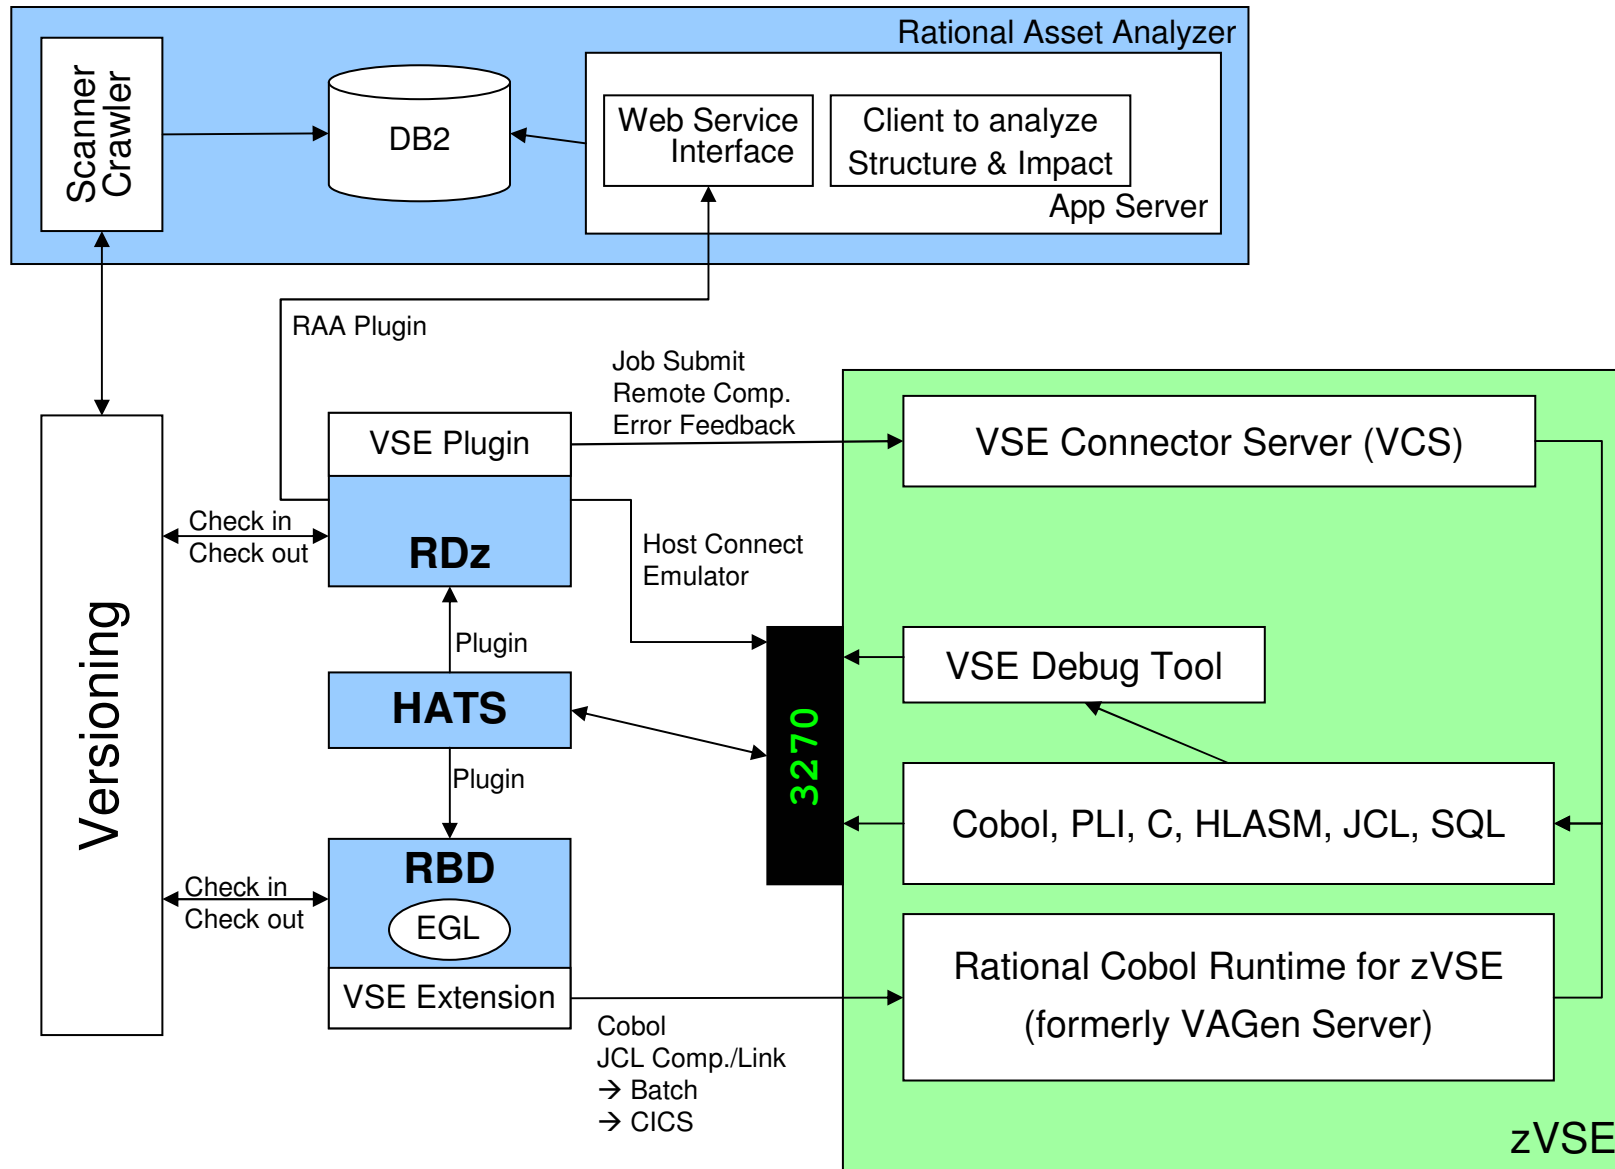 Rational Asset Analyzer
Scanner
Crawler
DB2
Web Service
Interface
Client to analyze
Structure & Impact
App Server
RAA Plugin
Job Submit
Remote Comp.
Error Feedback
VSE Plugin
RDz
VSE Connector Server (VCS)
Check in
Check out
Host Connect
Emulator
Versioning
Plugin
HATS
Plugin
3270
VSE Debug Tool
Cobol, PLI, C, HLASM, JCL, SQL
Check in
Check out
RBD
EGL
VSE Extension
Rational Cobol Runtime for zVSE
(formerly VAGen Server)
Cobol
JCL Comp./Link
→ Batch
→ CICS
zVSE